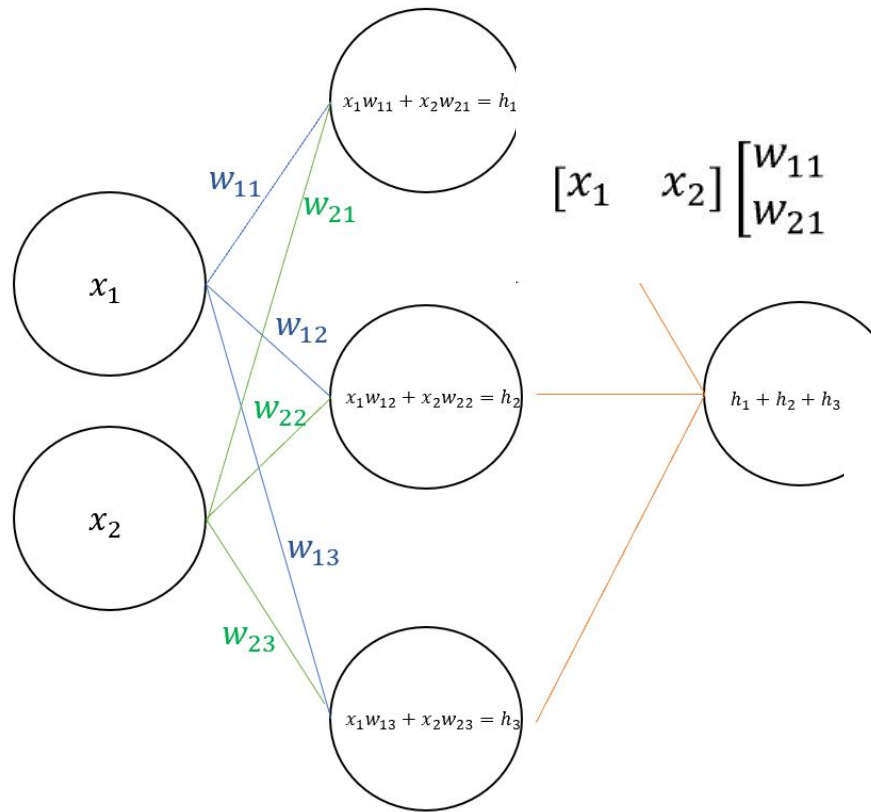 x₁w₁₁ + x₂w₂₁ = h₁
w₁₁
w₂₁
[x₁ x₂] [w₁₁
w₂₁
x₁
w₁₂
x₁w₁₂ + x₂w₂₂ = h₂
h₁ + h₂ + h₃
w₂₂
x₂
w₁₃
w₂₃
x₁w₁₃ + x₂w₂₃ = h₃